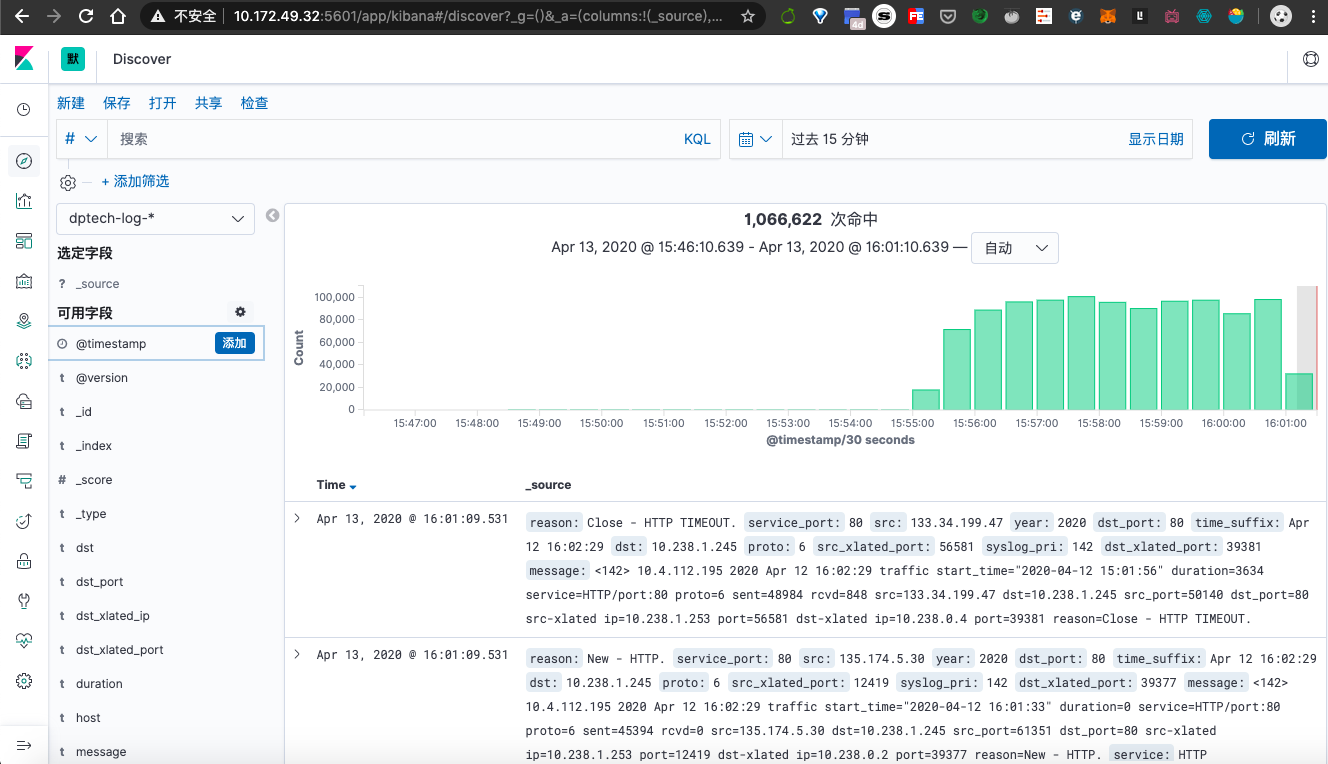 不安全 10.172.49.32:5601/app/kibana#/discover?_g=()&_a=(columns:!(_source),...
4d
S
FE
L
默 Discover
新建 保存 打开 共享 检查
# 搜索 KQL 过去 15 分钟 显示日期 刷新
+ 添加筛选
dptech-log-*
选定字段
? _source
可用字段
@timestamp 添加
t @version
t _id
t _index
# _score
t _type
t dst
t dst_port
t dst_xlated_ip
t dst_xlated_port
t duration
t host
t message
1,066,622 次命中
Apr 13, 2020 @ 15:46:10.639 - Apr 13, 2020 @ 16:01:10.639 — 自动
Count
100,000
80,000
60,000
40,000
20,000
0
15:47:00 15:48:00 15:49:00 15:50:00 15:51:00 15:52:00 15:53:00 15:54:00 15:55:00 15:56:00 15:57:00 15:58:00 15:59:00 16:00:00 16:01:00
@timestamp/30 seconds
Time _source
Apr 13, 2020 @ 16:01:09.531
reason: Close - HTTP TIMEOUT. service_port: 80 src: 133.34.199.47 year: 2020 dst_port: 80 time_suffix: Apr
12 16:02:29 dst: 10.238.1.245 proto: 6 src_xlated_port: 56581 syslog_pri: 142 dst_xlated_port: 39381
message: <142> 10.4.112.195 2020 Apr 12 16:02:29 traffic start_time="2020-04-12 15:01:56" duration=3634
service=HTTP/port:80 proto=6 sent=48984 rcvd=848 src=133.34.199.47 dst=10.238.1.245 src_port=50140 dst_port=80
src-xlated ip=10.238.1.253 port=56581 dst-xlated ip=10.238.0.4 port=39381 reason=Close - HTTP TIMEOUT.
Apr 13, 2020 @ 16:01:09.531
reason: New - HTTP. service_port: 80 src: 135.174.5.30 year: 2020 dst_port: 80 time_suffix: Apr 12 16:02:29
dst: 10.238.1.245 proto: 6 src_xlated_port: 12419 syslog_pri: 142 dst_xlated_port: 39377 message: <142>
10.4.112.195 2020 Apr 12 16:02:29 traffic start_time="2020-04-12 16:01:33" duration=0 service=HTTP/port:80
proto=6 sent=45394 rcvd=0 src=135.174.5.30 dst=10.238.1.245 src_port=61351 dst_port=80 src-xlated
ip=10.238.1.253 port=12419 dst-xlated ip=10.238.0.2 port=39377 reason=New - HTTP. service: HTTP